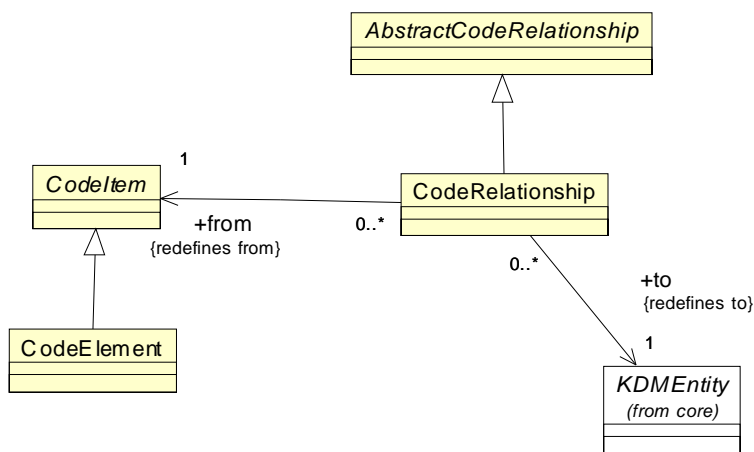 AbstractCodeRelationship
1
CodeItem
CodeRelationship
+from
0..*
{redefines from}
0..*
+to
{redefines to}
CodeElement
1
KDMEntity
(from core)